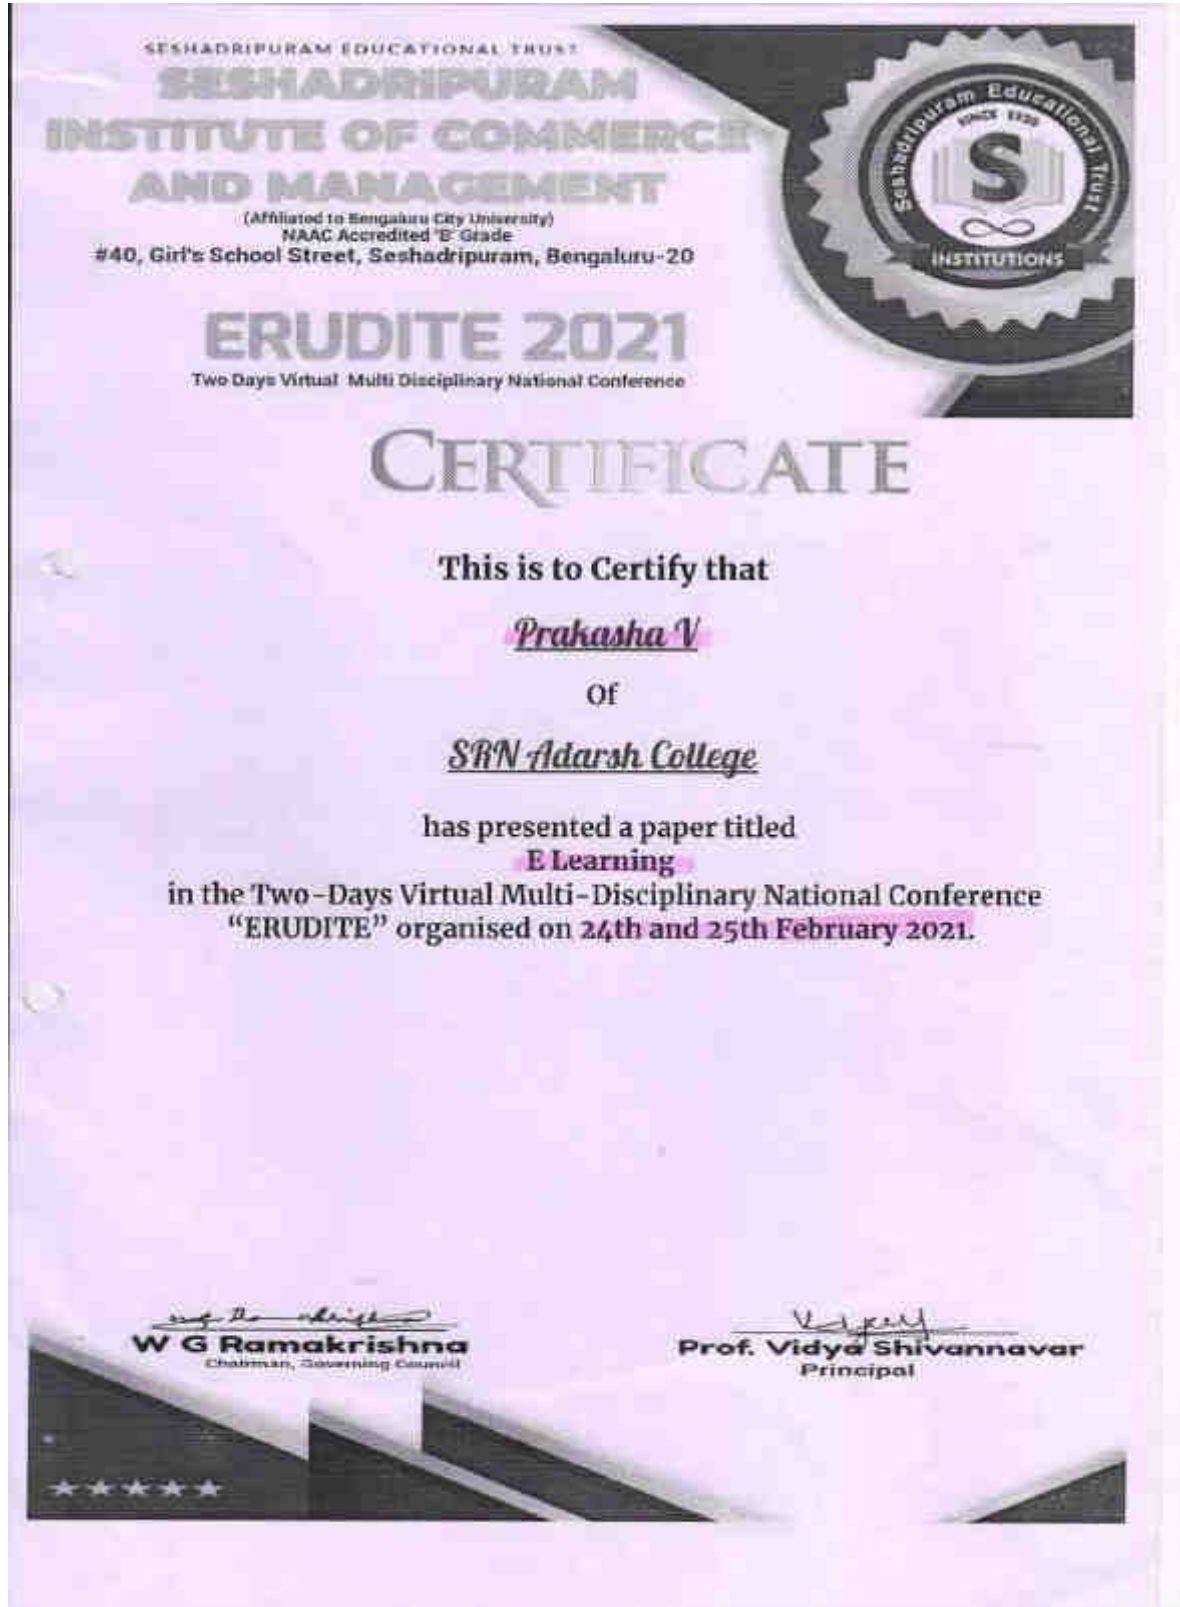 SESHADRIPURAM EDUCATIONAL TRUST
SESHADRIPURAM
INSTITUTE OF COMMERCE
AND MANAGEMENT
(Affiliated to Bengaluru City University)
NAAC Accredited 'B' Grade
#40, Girl's School Street, Seshadripuram, Bengaluru-20
Seshadripuram Educational Trust
SINCE 1930
S
INSTITUTIONS
ERUDITE 2021
Two Days Virtual Multi Disciplinary National Conference
CERTIFICATE
This is to Certify that
Prakasha V
Of
SRN Adarsh College
has presented a paper titled
E Learning
in the Two-Days Virtual Multi-Disciplinary National Conference
“ERUDITE” organised on 24th and 25th February 2021.
W G Ramakrishna
Chairman, Governing Council
Prof. Vidya Shivannavar
Principal